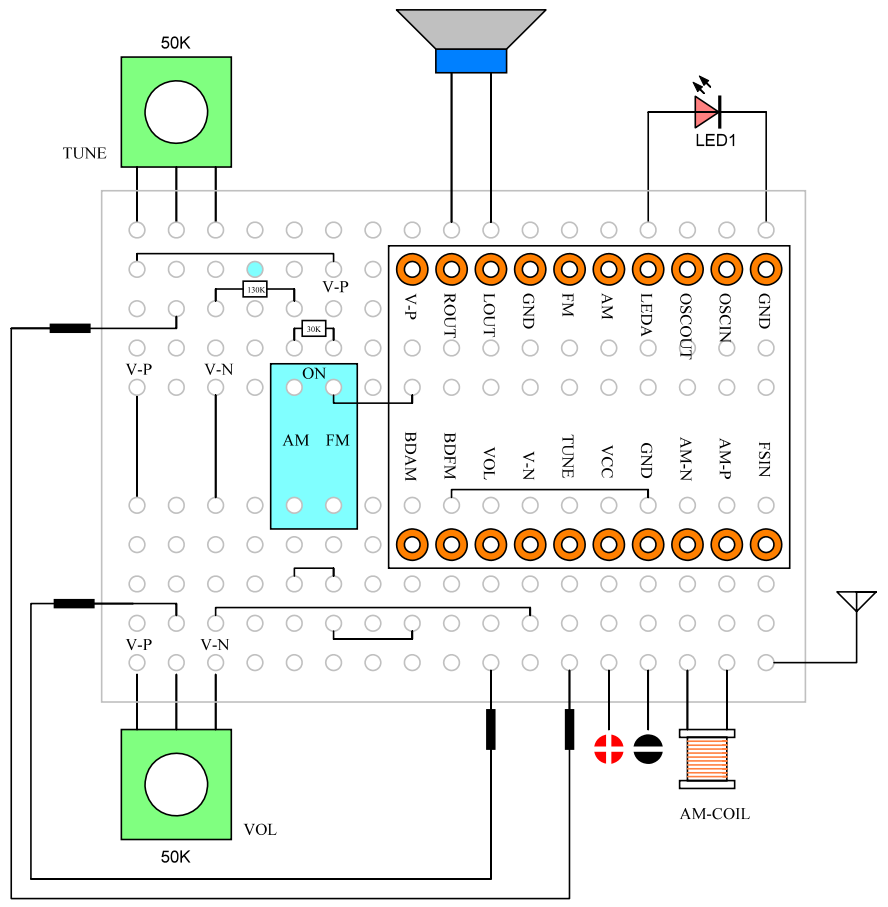 50K
TUNE
LED1
V-P
130K
30K
V-P
ROUT
LOUT
GND
FM
AM
LEDA
OSCOUT
OSCIN
GND
V-P
V-N
ON
AM
FM
BDAM
BDFM
VOL
V-N
TUNE
VCC
GND
AM-N
AM-P
FSIN
V-P
V-N
VOL
50K
AM-COIL